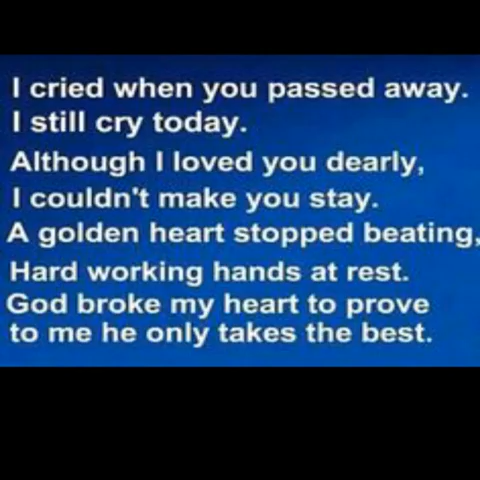 I cried when you passed away.
I still cry today.
Although I loved you dearly,
I couldn't make you stay.
A golden heart stopped beating,
Hard working hands at rest.
God broke my heart to prove
to me he only takes the best.